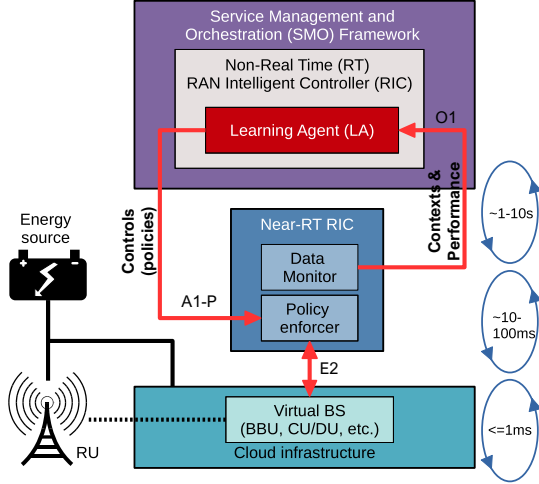 Service Management and
Orchestration (SMO) Framework
Non-Real Time (RT)
RAN Intelligent Controller (RIC)
Learning Agent (LA)
O1
Controls
(policies)
Contexts &
Performance
~1-10s
Near-RT RIC
Energy
source
Data
Monitor
A1-P
Policy
enforcer
~10-
100ms
E2
Virtual BS
(BBU, CU/DU, etc.)
Cloud infrastructure
RU
<=1ms